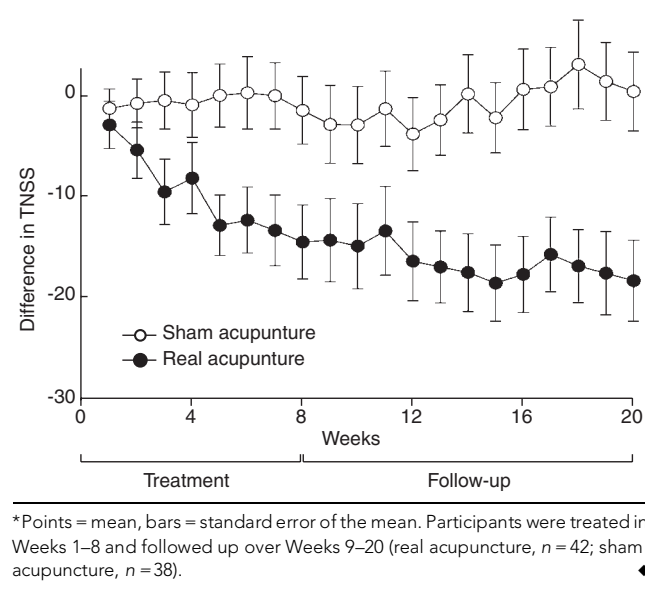 0
-10
-20
-30
Difference in TNSS
Sham acupunture
Real acupunture
0 4 8 12 16 20
Weeks
Treatment Follow-up
*Points = mean, bars = standard error of the mean. Participants were treated in
Weeks 1–8 and followed up over Weeks 9–20 (real acupuncture, n = 42; sham
acupuncture, n = 38).